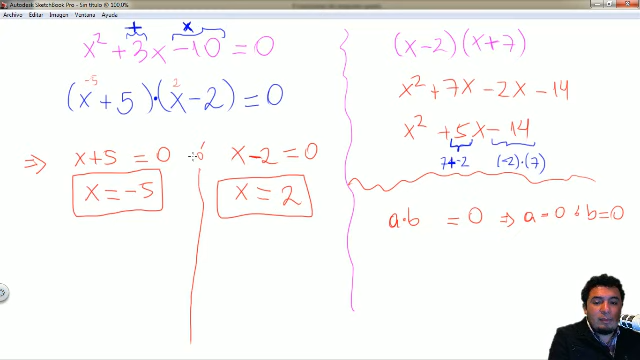 Autodesk SketchBook Pro - Sin título @ 100.0%
Archivo Editar Imagen Ventana Ayuda
+ x
x² + 3x - 10 = 0
-5 2
(x + 5)·(x - 2) = 0
⇒ x + 5 = 0 ó x - 2 = 0
x = -5 x = 2
(x - 2)(x + 7)
x² + 7x - 2x - 14
x² + 5x - 14
7 + -2 (-2)·(7)
a·b = 0 ⇒ a = 0 ó b = 0